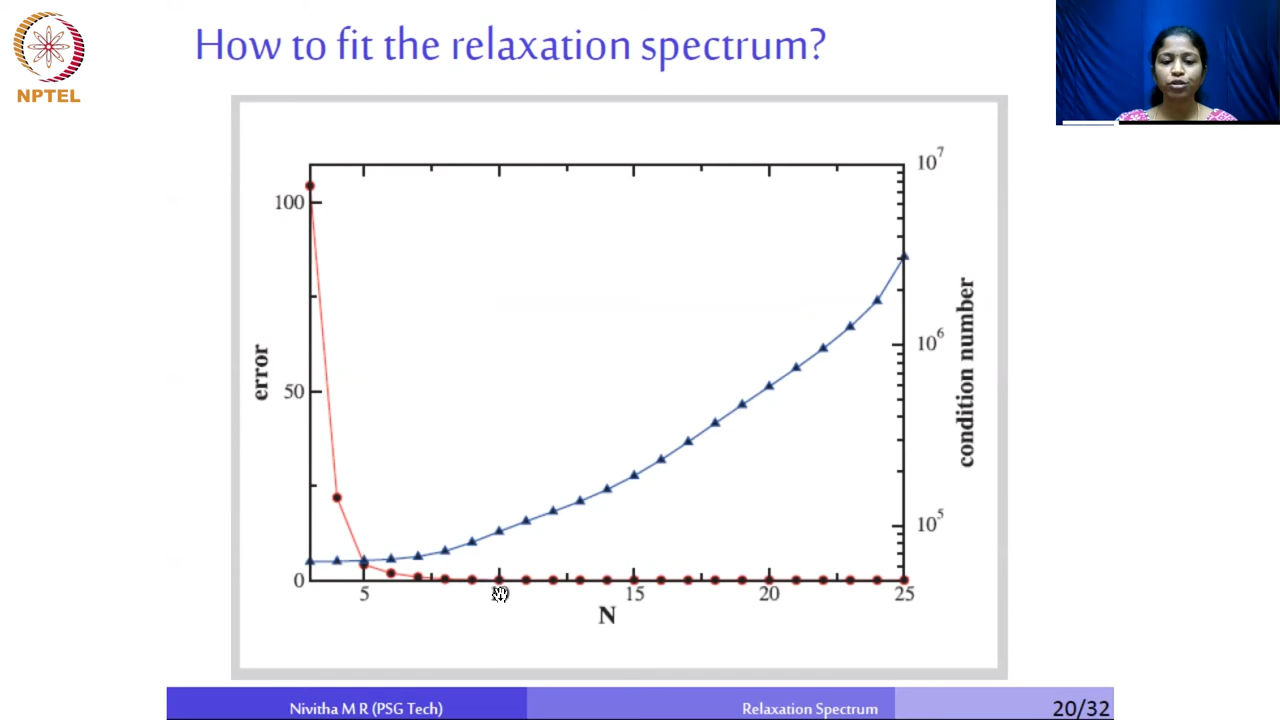 How to fit the relaxation spectrum?
NPTEL
10^7
100
10^6
50
error
condition number
10^5
0
5
15
20
25
N
Nivitha M R (PSG Tech)
Relaxation Spectrum
20/32